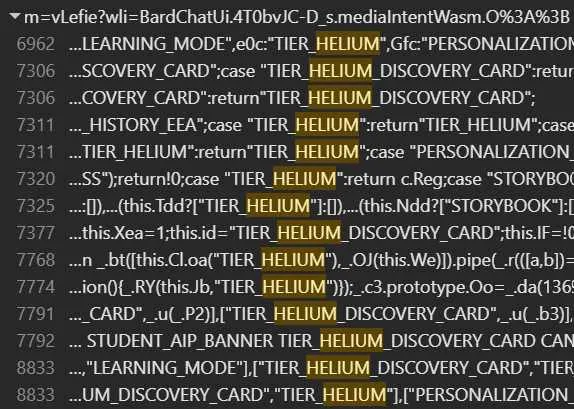 m=vLefie?wli=BardChatUi.4T0bvJC-D_s.mediaIntentWasm.O%3A%3B
6962 ...LEARNING_MODE",e0c:"TIER_HELIUM",Gfc:"PERSONALIZATION
7306 ...SCOVERY_CARD";case "TIER_HELIUM_DISCOVERY_CARD":retur
7306 ...COVERY_CARD":return"TIER_HELIUM_DISCOVERY_CARD";
7311 ..._HISTORY_EEA";case "TIER_HELIUM":return"TIER_HELIUM";case
7311 ...TIER_HELIUM":return"TIER_HELIUM";case "PERSONALIZATION_
7320 ...SS");return!0;case "TIER_HELIUM":return c.Reg;case "STORYBOO
7325 ...:[]),...(this.Tdd?["TIER_HELIUM"]:[]),...(this.Ndd?["STORYBOOK"]:[
7377 ...this.Xea=1;this.id="TIER_HELIUM_DISCOVERY_CARD";this.IF=!0
7768 ...n _.bt([this.Cl.oa("TIER_HELIUM"),_.OJ(this.We)]).pipe(_.r(([a,b])=
7774 ...ion(){_.RY(this.Jb,"TIER_HELIUM")});_.c3.prototype.Oo=_.da(1369
7791 ..._CARD",_.u(_.P2)],["TIER_HELIUM_DISCOVERY_CARD",_.u(_.b3)],
7792 ... STUDENT_AIP_BANNER TIER_HELIUM_DISCOVERY_CARD CAN
8833 ...,"LEARNING_MODE"],["TIER_HELIUM_DISCOVERY_CARD","TIER
8833 ...UM_DISCOVERY_CARD","TIER_HELIUM"],["PERSONALIZATION_